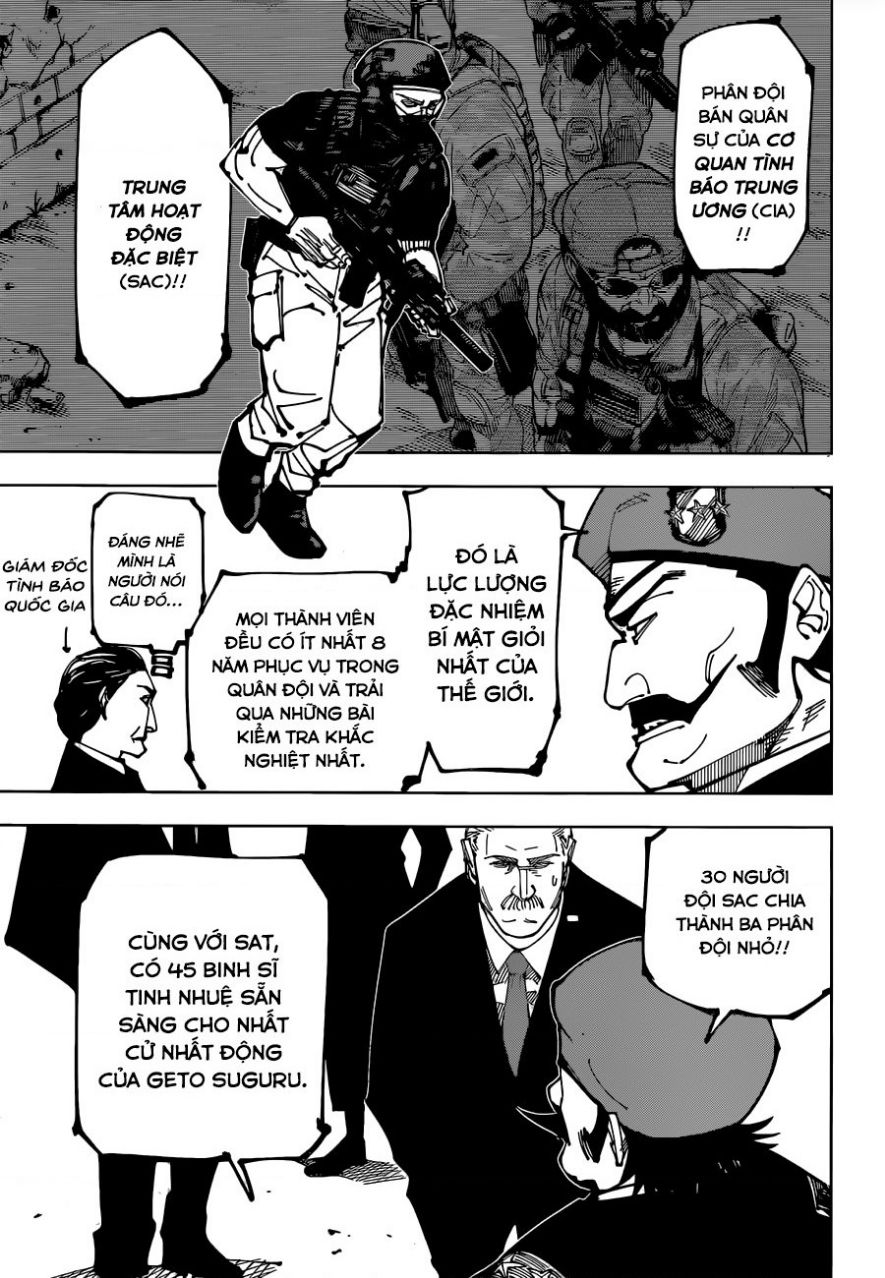 PHÂN ĐỘI
BÁN QUÂN
SỰ CỦA CƠ
QUAN TÌNH
BÁO TRUNG
ƯƠNG (CIA)
!!
TRUNG
TÂM HOẠT
ĐỘNG
ĐẶC BIỆT
(SAC)!!
ĐÓ LÀ
LỰC LƯỢNG
ĐẶC NHIỆM
BÍ MẬT GIỎI
NHẤT CỦA
THẾ GIỚI.
MỌI THÀNH VIÊN
ĐỀU CÓ ÍT NHẤT 8
NĂM PHỤC VỤ TRONG
QUÂN ĐỘI VÀ TRẢI
QUA NHỮNG BÀI
KIỂM TRA KHẮC
NGHIỆT NHẤT.
ĐÁNG NHẼ
MÌNH LÀ
NGƯỜI NÓI
CÂU ĐÓ...
GIÁM ĐỐC
TÌNH BÁO
QUỐC GIA
30 NGƯỜI
ĐỘI SAC CHIA
THÀNH BA PHÂN
ĐỘI NHỎ!!
CÙNG VỚI SAT,
CÓ 45 BINH SĨ
TINH NHUỆ SẴN
SÀNG CHO NHẤT
CỬ NHẤT ĐỘNG
CỦA GETO SUGURU.